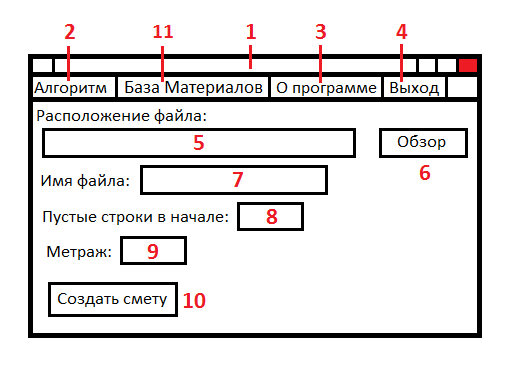 2 11 1 3 4
Алгоритм База Материалов О программе Выход
Расположение файла:
5 Обзор
6
Имя файла: 7
Пустые строки в начале: 8
Метраж: 9
Создать смету 10